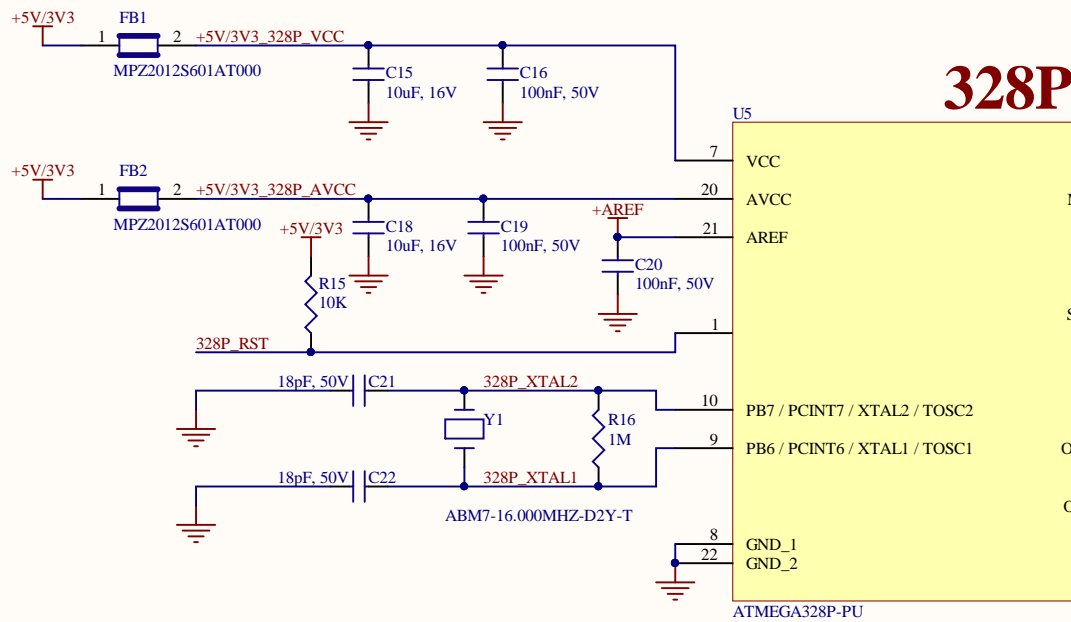 +5V/3V3
FB1
1
2
+5V/3V3_328P_VCC
MPZ2012S601AT000
C15
10uF, 16V
C16
100nF, 50V
328P
U5
7
VCC
+5V/3V3
FB2
1
2
+5V/3V3_328P_AVCC
MPZ2012S601AT000
20
AVCC
+AREF
21
AREF
+5V/3V3
C18
10uF, 16V
C19
100nF, 50V
C20
100nF, 50V
R15
10K
328P_RST
1
18pF, 50V
C21
328P_XTAL2
10
PB7 / PCINT7 / XTAL2 / TOSC2
Y1
R16
1M
9
PB6 / PCINT6 / XTAL1 / TOSC1
18pF, 50V
C22
328P_XTAL1
ABM7-16.000MHZ-D2Y-T
8
GND_1
22
GND_2
ATMEGA328P-PU